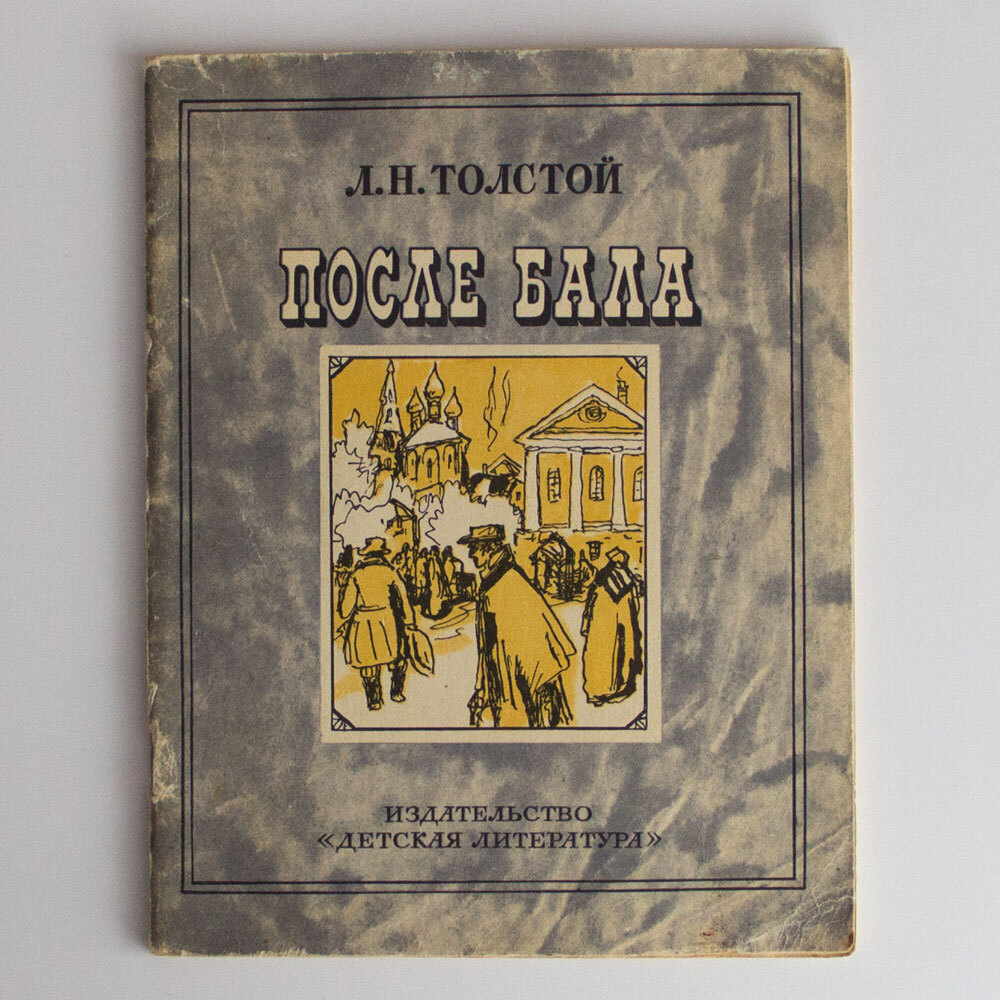 Л.Н.ТОЛСТОЙ
ПОСЛЕ БАЛА
ИЗДАТЕЛЬСТВО
«ДЕТСКАЯ ЛИТЕРАТУРА»